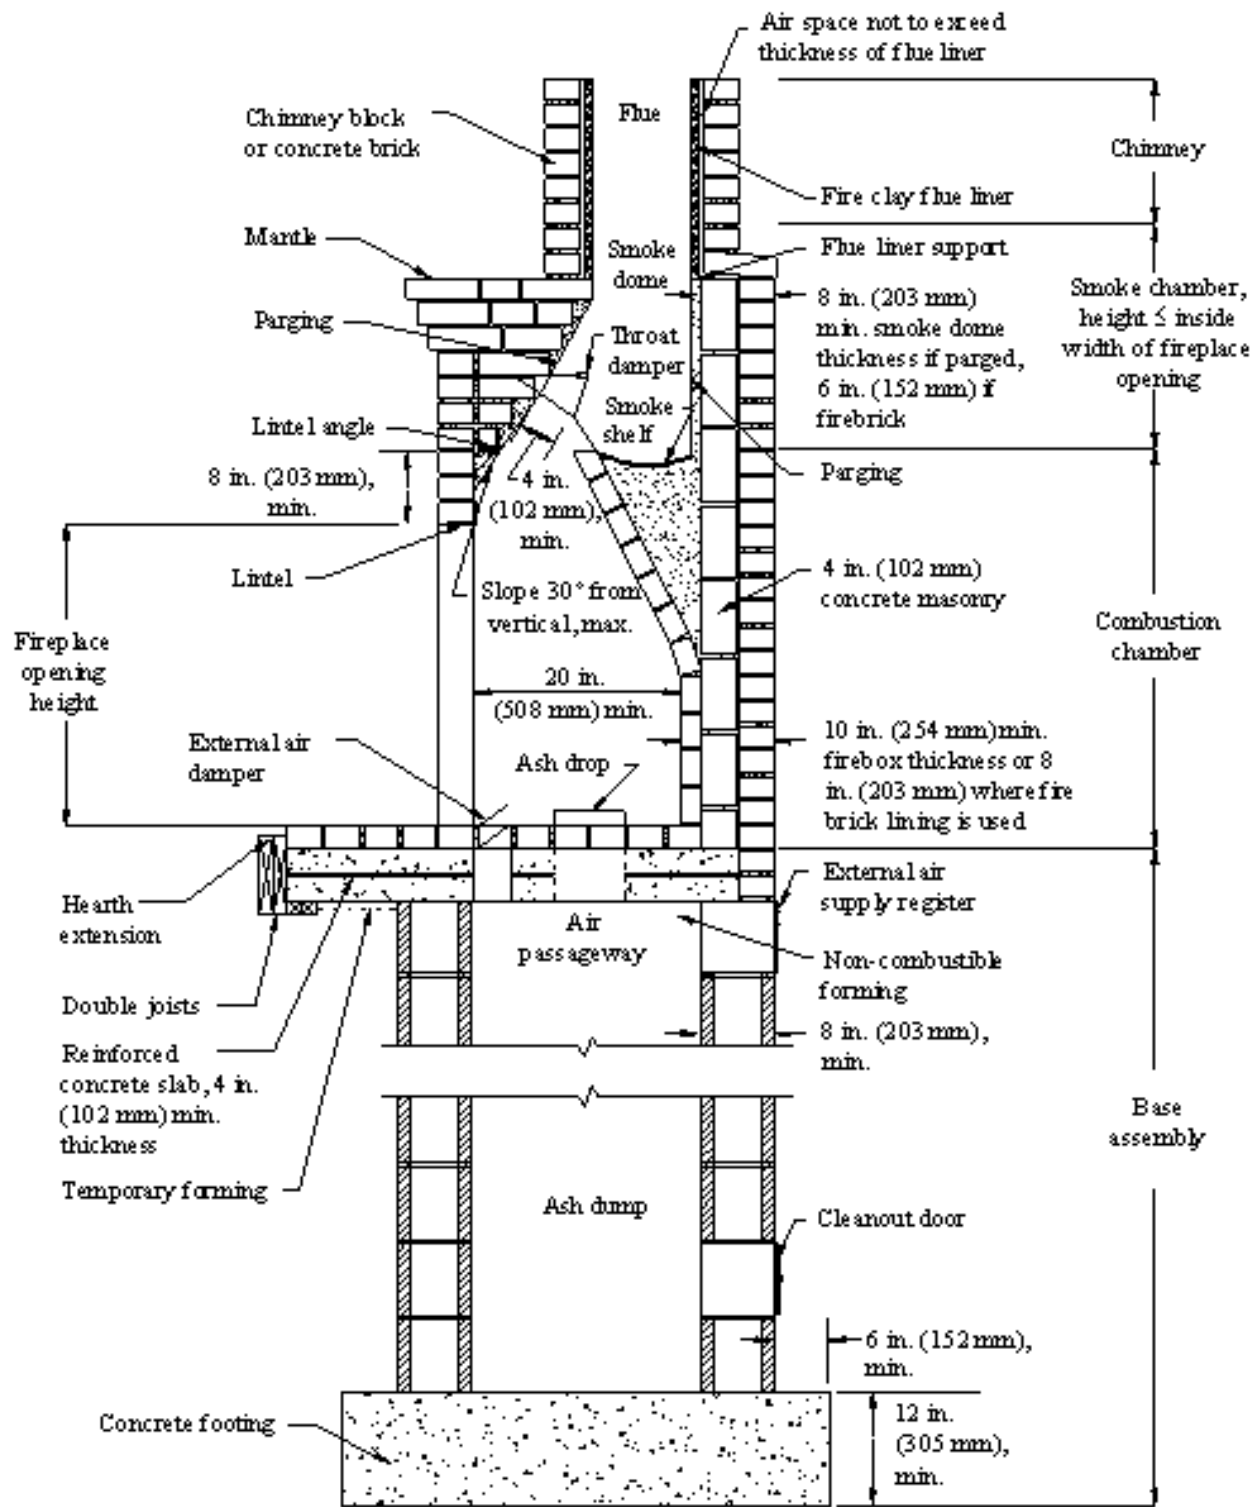 Air space not to exceed
thickness of flue liner
Flue
Chimney block
or concrete brick
Chimney
Fire clay flue liner
Mantle
Smoke
dome
Flue liner support
8 in. (203 mm)
min. smoke dome
thickness if parged,
6 in. (152 mm) if
firebrick
Smoke chamber,
height ≤ inside
width of fireplace
opening
Parging
Throat
damper
Smoke
shelf
Lintel angle
8 in. (203 mm),
min.
4 in.
(102 mm),
min.
Parging
Lintel
Slope 30° from
vertical, max.
4 in. (102 mm)
concrete masonry
Combustion
chamber
Fireplace
opening
height
20 in.
(508 mm) min.
External air
damper
Ash drop
10 in. (254 mm) min.
firebox thickness or 8
in. (203 mm) where fire
brick lining is used
Hearth
extension
External air
supply register
Air
passageway
Non-combustible
forming
Double joists
8 in. (203 mm),
min.
Reinforced
concrete slab, 4 in.
(102 mm) min.
thickness
Base
assembly
Temporary forming
Ash dump
Cleanout door
6 in. (152 mm),
min.
Concrete footing
12 in.
(305 mm),
min.